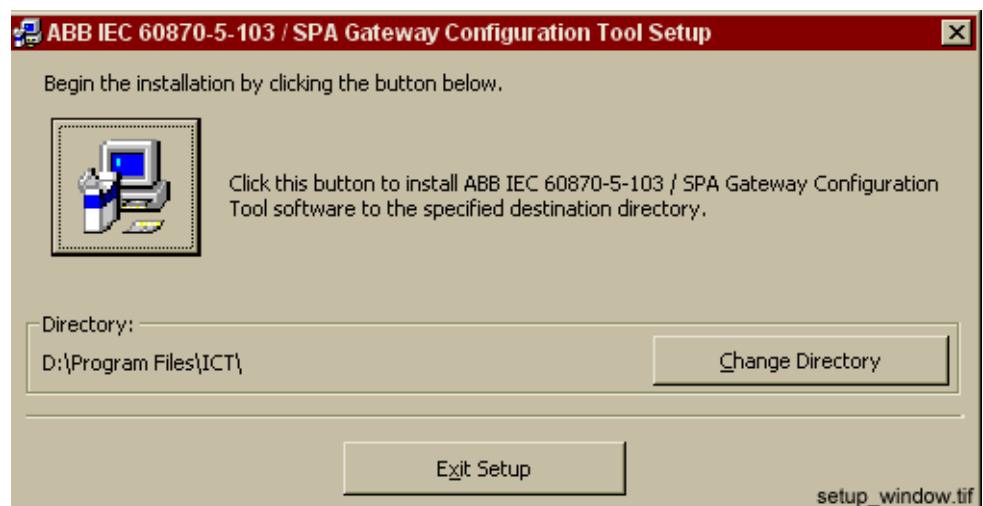 ABB IEC 60870-5-103 / SPA Gateway Configuration Tool Setup
Begin the installation by clicking the button below.
Click this button to install ABB IEC 60870-5-103 / SPA Gateway Configuration
Tool software to the specified destination directory.
Directory:
D:\Program Files\ICT\
Change Directory
Exit Setup
setup_window.tif